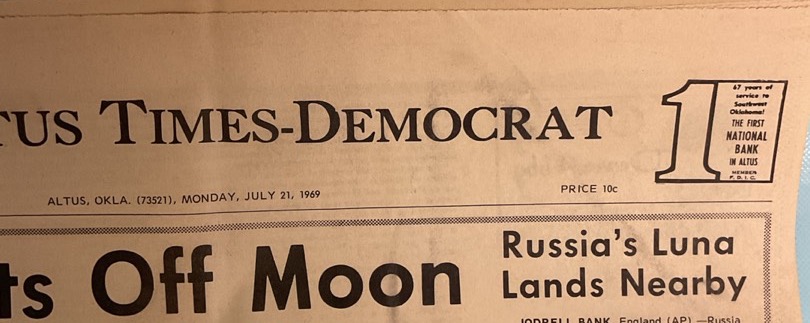 TUS TIMES-DEMOCRAT
67 years of
service to
Southwest
Oklahoma!
THE FIRST
NATIONAL
BANK
IN ALTUS
MEMBER
F. D. I. C.
1
ALTUS, OKLA. (73521), MONDAY, JULY 21, 1969
PRICE 10c
ts Off Moon
Russia's Luna
Lands Nearby
JODRELL BANK, England (AP) —Russia